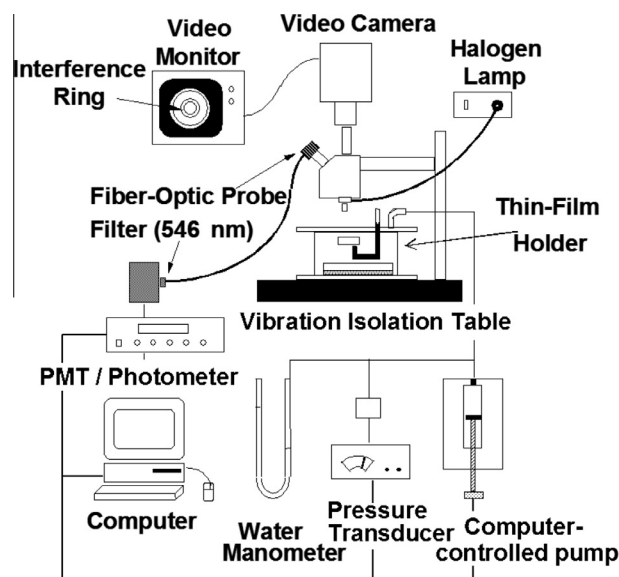 Video
Monitor
Video Camera
Halogen
Lamp
Interference
Ring
Fiber-Optic Probe
Filter (546 nm)
Thin-Film
Holder
Vibration Isolation Table
PMT / Photometer
Computer
Water
Manometer
Pressure
Transducer
Computer-
controlled pump